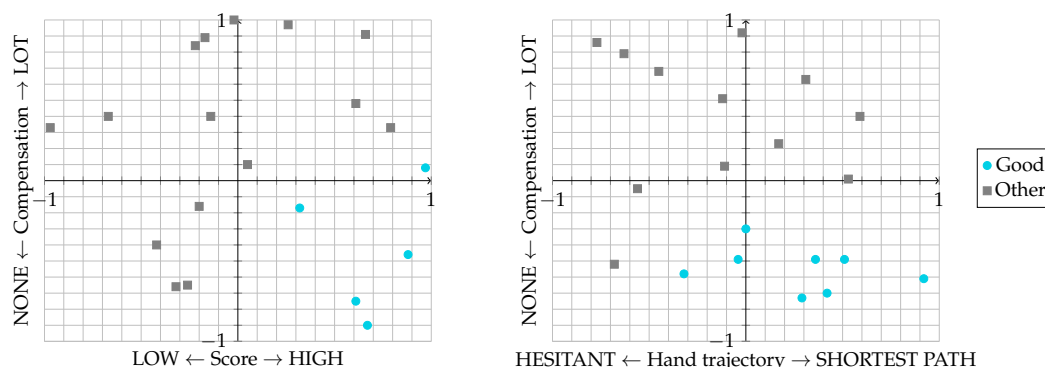 1
−1
1
−1
NONE ← Compensation → LOT
LOW ← Score → HIGH
1
−1
1
−1
NONE ← Compensation → LOT
HESITANT ← Hand trajectory → SHORTEST PATH
Good
Other